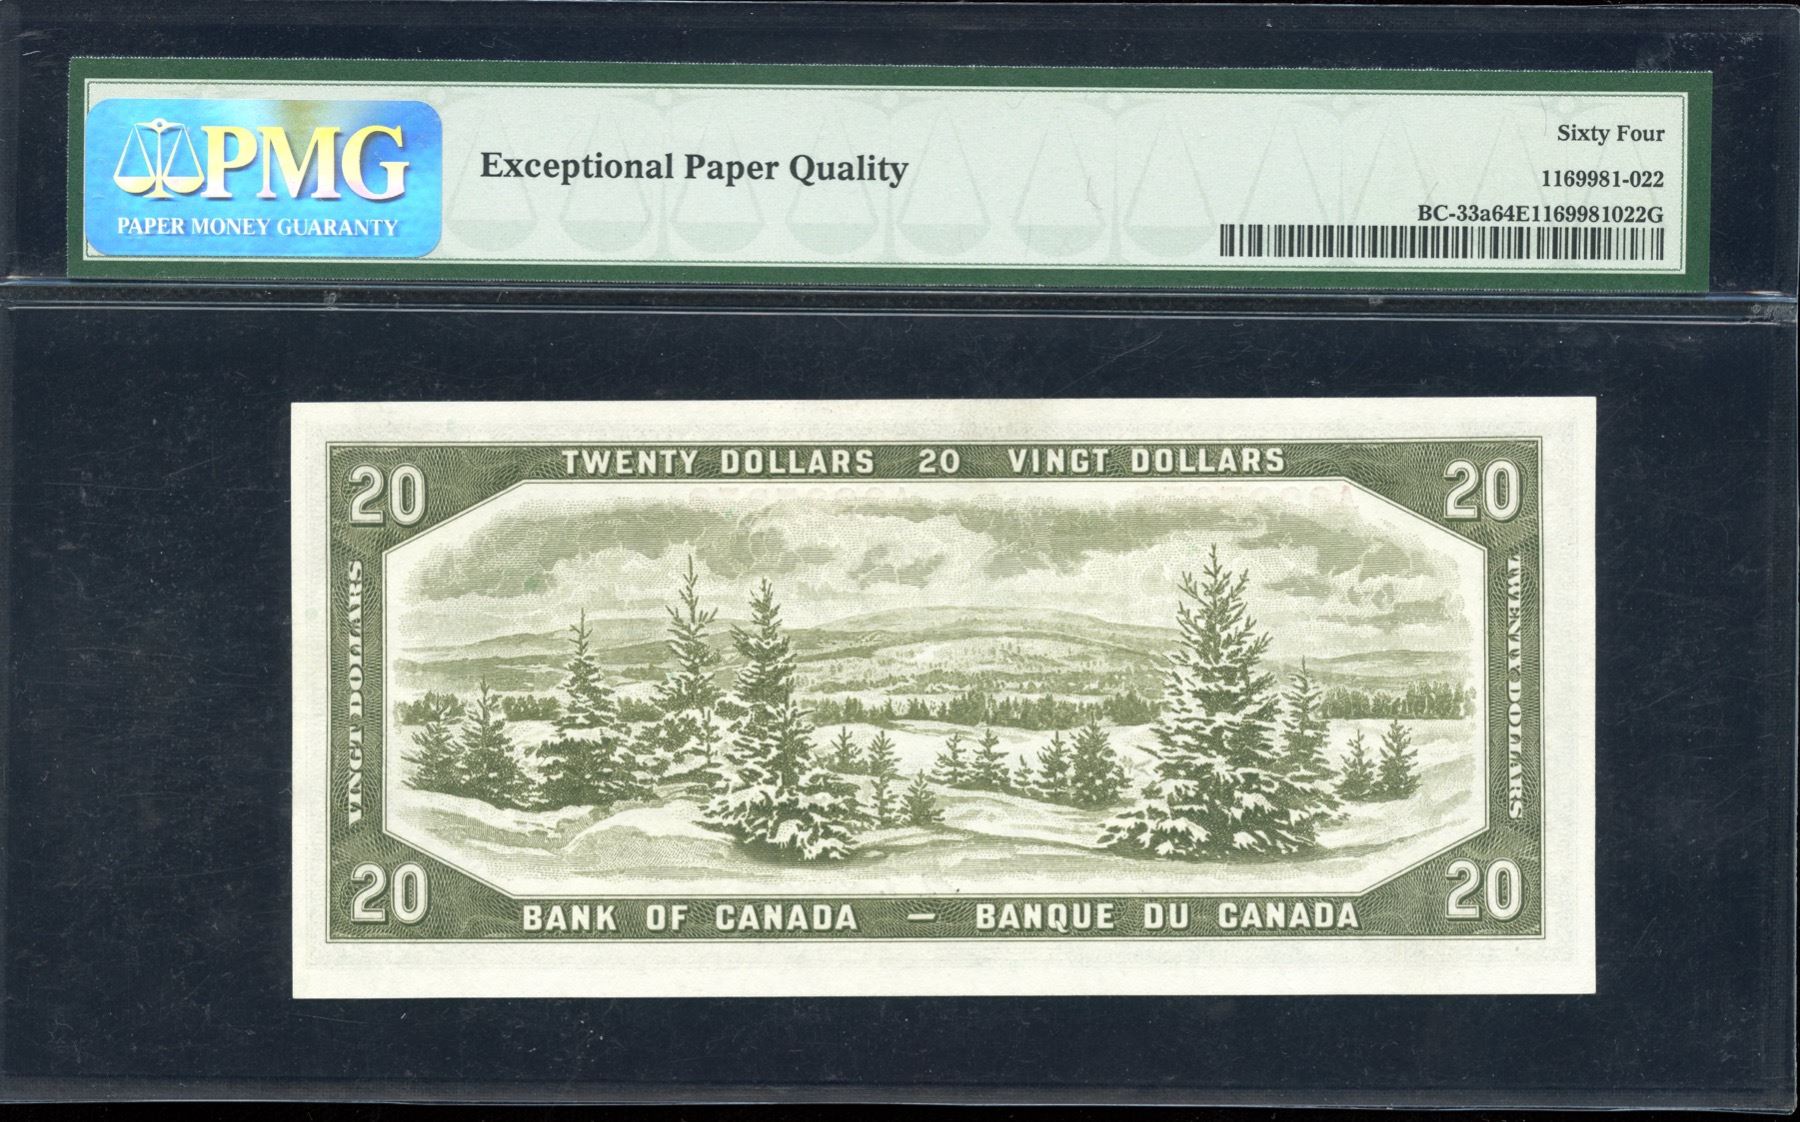 PMG
PAPER MONEY GUARANTY
Exceptional Paper Quality
Sixty Four
1169981-022
BC-33a64E1169981022G
TWENTY DOLLARS 20 VINGT DOLLARS
20
20
VINGT DOLLARS
TWENTY DOLLARS
20
20
BANK OF CANADA — BANQUE DU CANADA